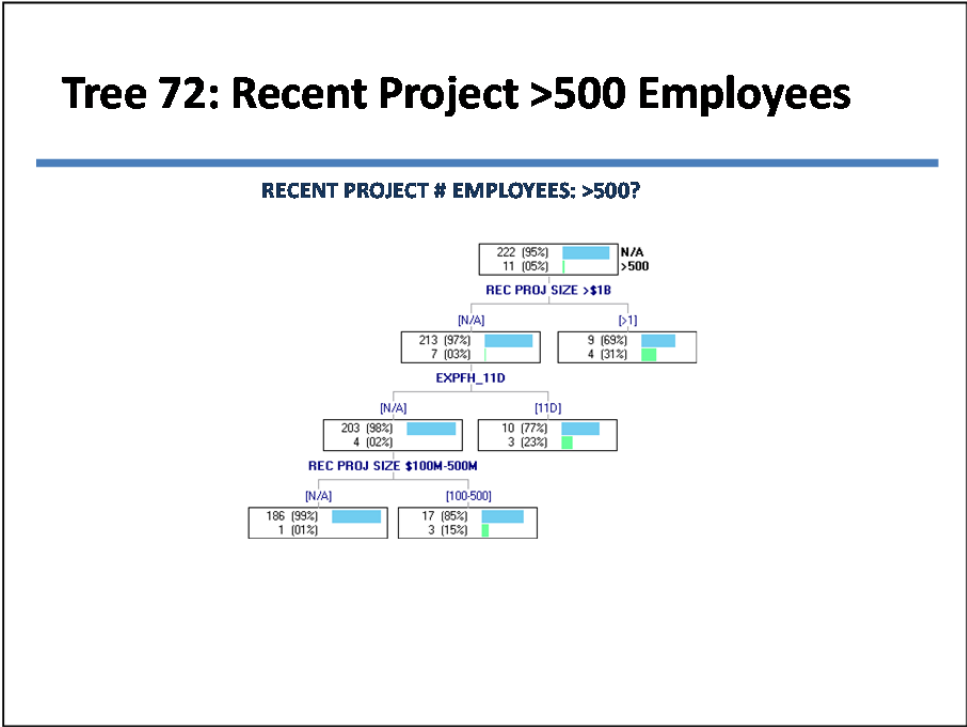 Tree 72: Recent Project >500 Employees
RECENT PROJECT # EMPLOYEES: >500?
222 (95%) N/A
11 (05%) >500
REC PROJ SIZE >$1B
[N/A] [>1]
213 (97%) 9 (69%)
7 (03%) 4 (31%)
EXPFH_11D
[N/A] [11D]
203 (98%) 10 (77%)
4 (02%) 3 (23%)
REC PROJ SIZE $100M-500M
[N/A] [100-500]
186 (99%) 17 (85%)
1 (01%) 3 (15%)